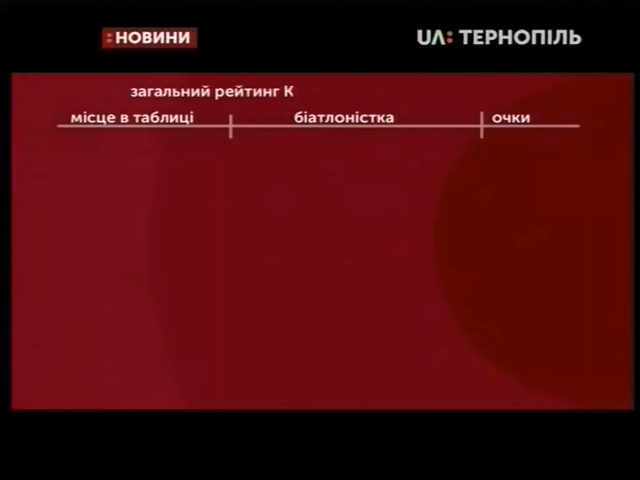 :НОВИНИ
UA: ТЕРНОПІЛЬ
загальний рейтинг К
місце в таблиці
біатлоністка
очки